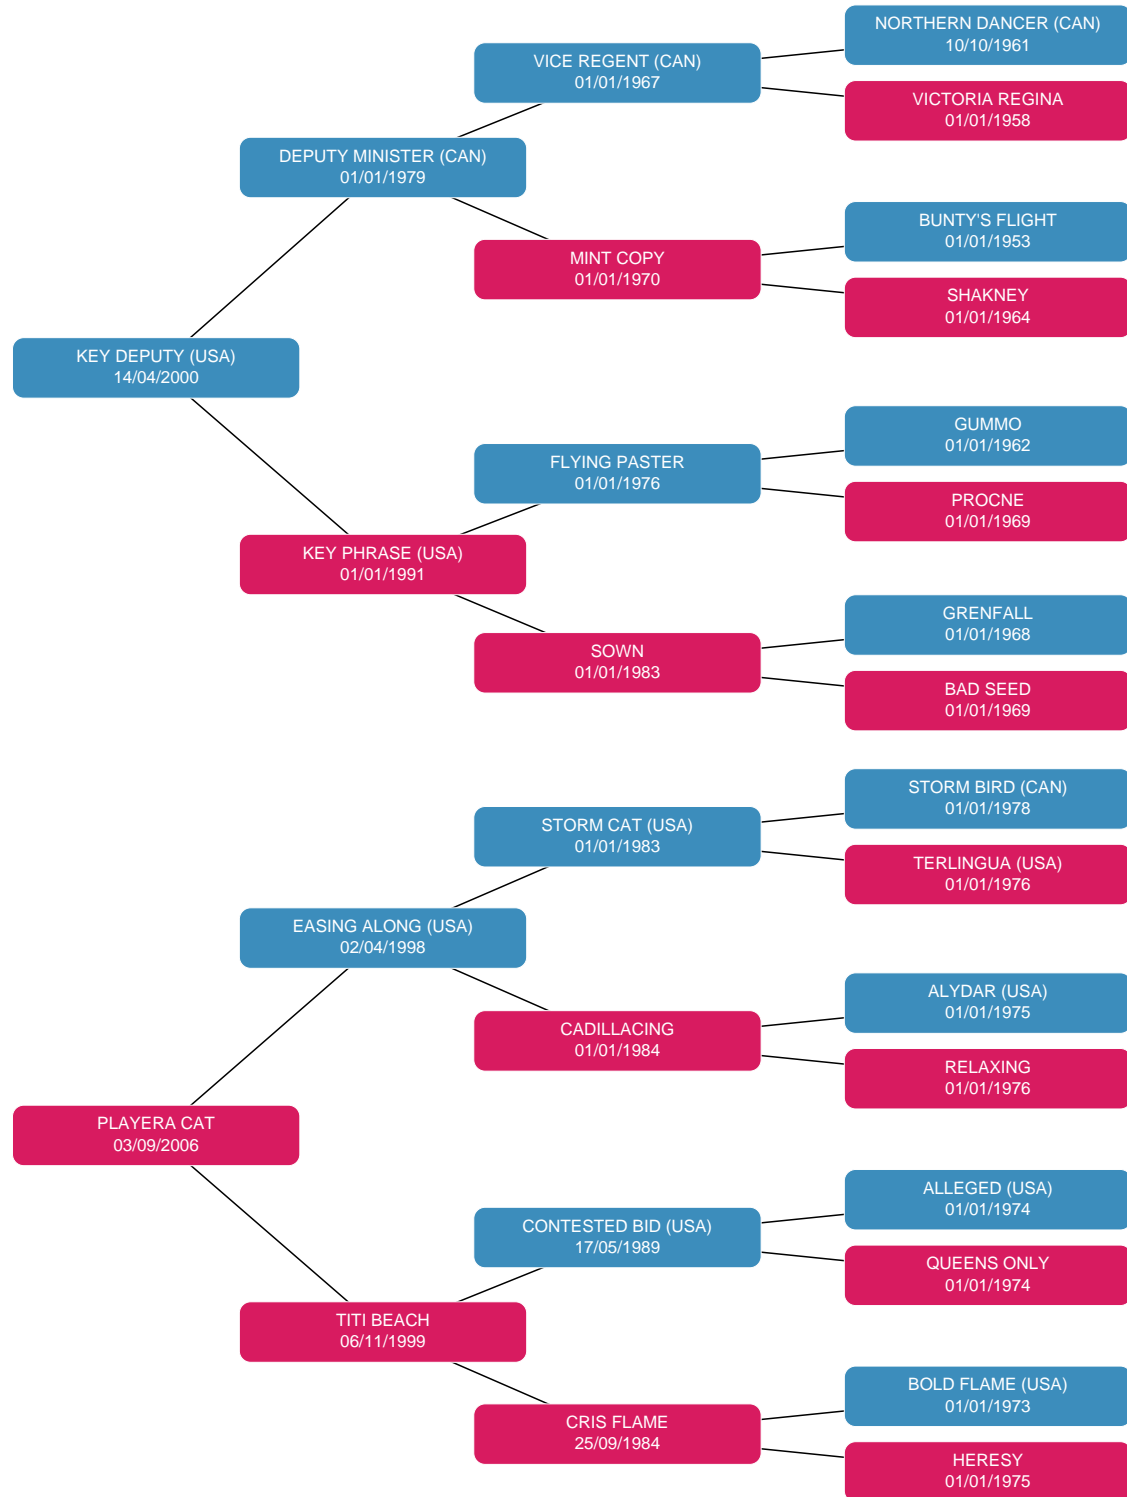 NORTHERN DANCER (CAN)
10/10/1961
VICE REGENT (CAN)
01/01/1967
VICTORIA REGINA
01/01/1958
DEPUTY MINISTER (CAN)
01/01/1979
BUNTY'S FLIGHT
01/01/1953
MINT COPY
01/01/1970
SHAKNEY
01/01/1964
KEY DEPUTY (USA)
14/04/2000
GUMMO
01/01/1962
FLYING PASTER
01/01/1976
PROCNE
01/01/1969
KEY PHRASE (USA)
01/01/1991
GRENFALL
01/01/1968
SOWN
01/01/1983
BAD SEED
01/01/1969
STORM BIRD (CAN)
01/01/1978
STORM CAT (USA)
01/01/1983
TERLINGUA (USA)
01/01/1976
EASING ALONG (USA)
02/04/1998
ALYDAR (USA)
01/01/1975
CADILLACING
01/01/1984
RELAXING
01/01/1976
PLAYERA CAT
03/09/2006
ALLEGED (USA)
01/01/1974
CONTESTED BID (USA)
17/05/1989
QUEENS ONLY
01/01/1974
TITI BEACH
06/11/1999
BOLD FLAME (USA)
01/01/1973
CRIS FLAME
25/09/1984
HERESY
01/01/1975